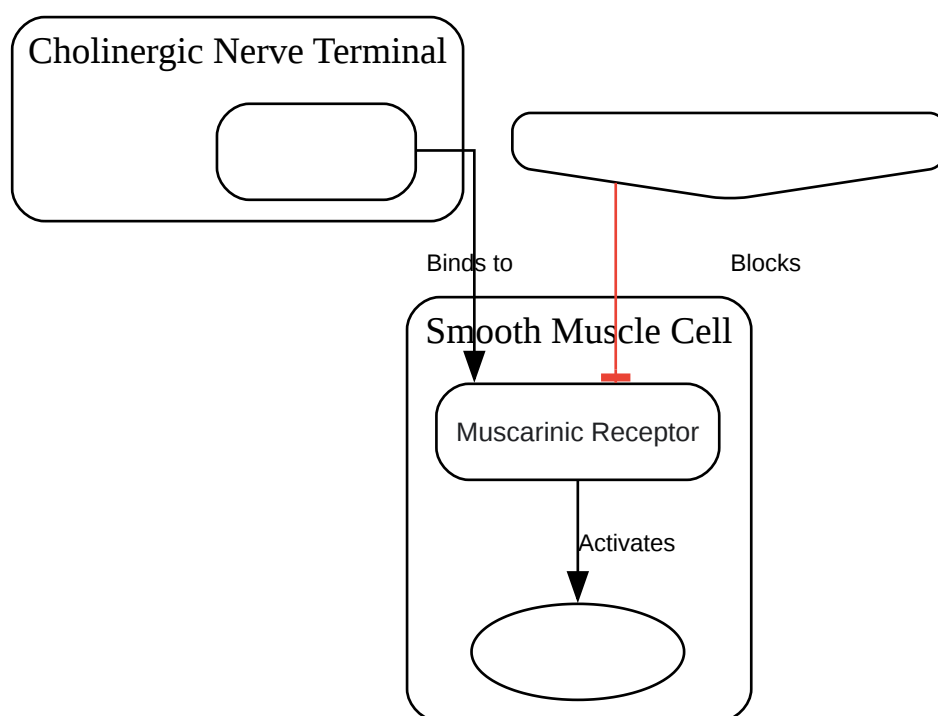 Cholinergic Nerve Terminal
Binds to
Blocks
Smooth Muscle Cell
Muscarinic Receptor
Activates